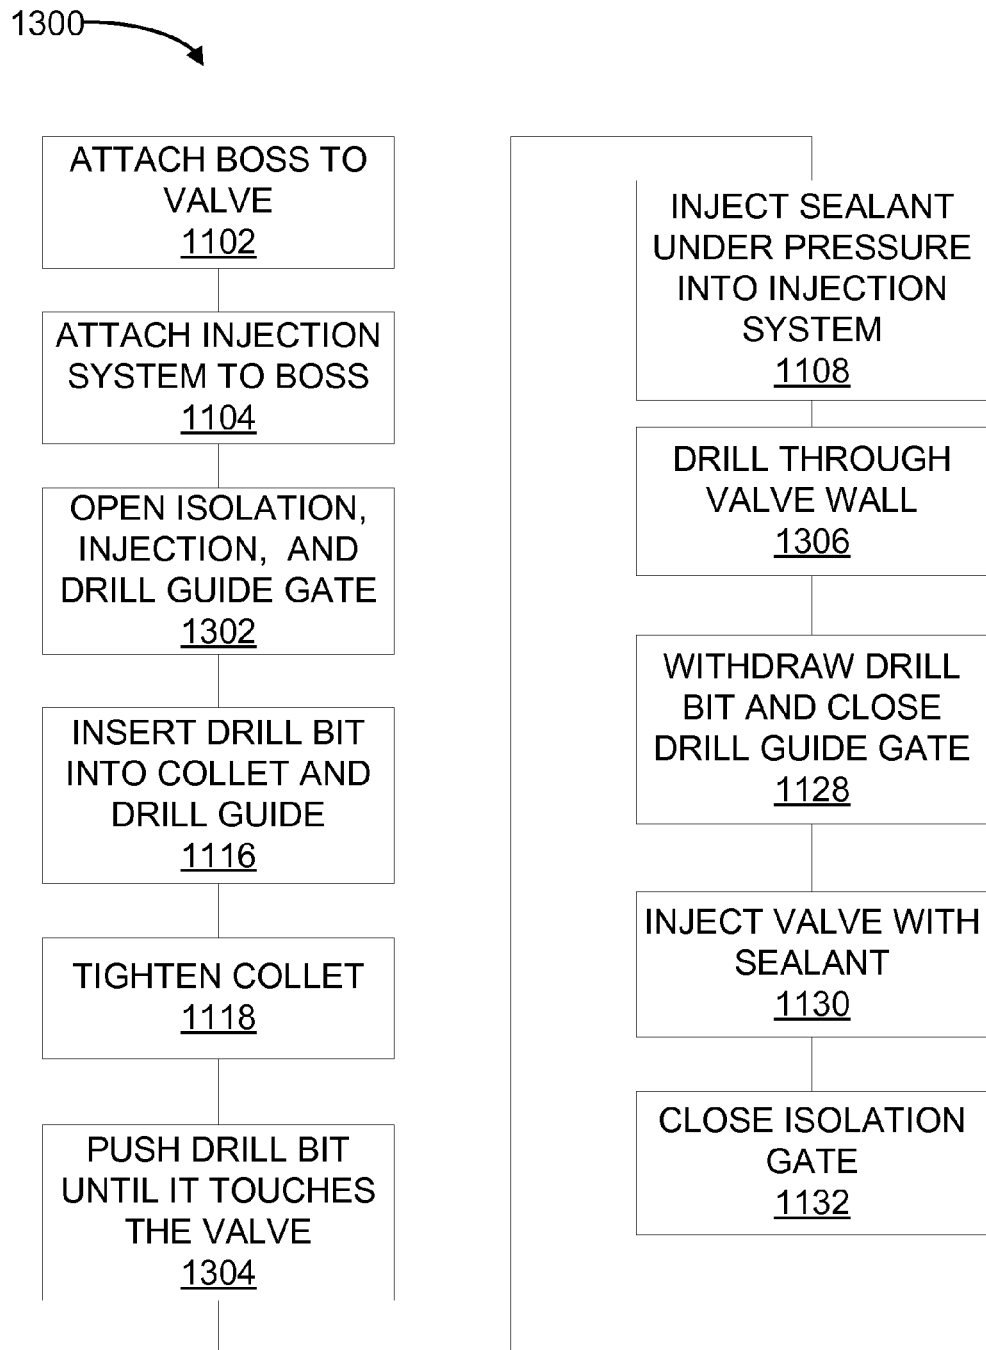 1300
ATTACH BOSS TO
VALVE
1102
ATTACH INJECTION
SYSTEM TO BOSS
1104
OPEN ISOLATION,
INJECTION, AND
DRILL GUIDE GATE
1302
INSERT DRILL BIT
INTO COLLET AND
DRILL GUIDE
1116
TIGHTEN COLLET
1118
PUSH DRILL BIT
UNTIL IT TOUCHES
THE VALVE
1304
INJECT SEALANT
UNDER PRESSURE
INTO INJECTION
SYSTEM
1108
DRILL THROUGH
VALVE WALL
1306
WITHDRAW DRILL
BIT AND CLOSE
DRILL GUIDE GATE
1128
INJECT VALVE WITH
SEALANT
1130
CLOSE ISOLATION
GATE
1132